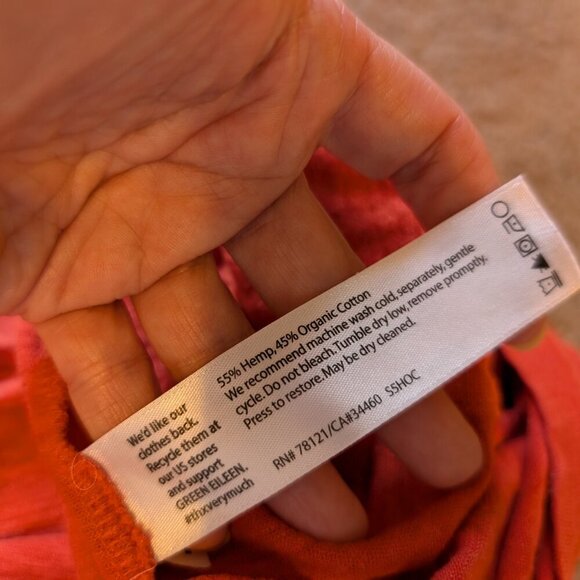 We'd like our
clothes back.
Recycle them at
our US stores
and support
GREEN EILEEN.
#thxverymuch
55% Hemp, 45% Organic Cotton
We recommend machine wash cold, separately, gentle
cycle. Do not bleach. Tumble dry low, remove promptly.
Press to restore. May be dry cleaned.
RN# 78121/CA#34460 55HOC